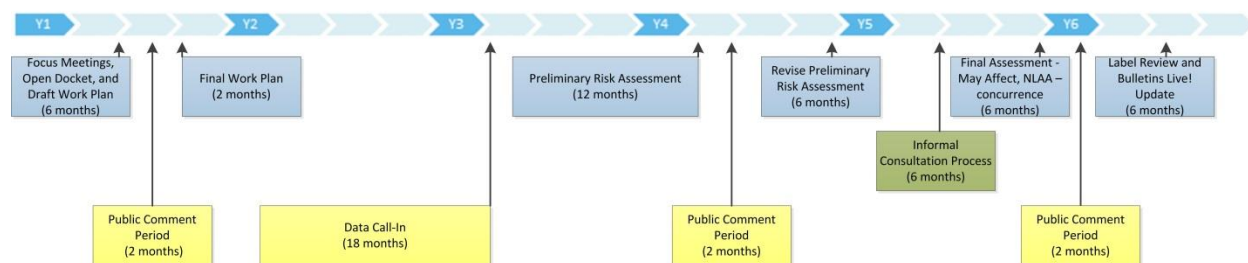 Y1
Y2
Y3
Y4
Y5
Y6
Focus Meetings,
Open Docket, and
Draft Work Plan
(6 months)
Final Work Plan
(2 months)
Preliminary Risk Assessment
(12 months)
Revise Preliminary
Risk Assessment
(6 months)
Final Assessment -
May Affect, NLAA –
concurrence
(6 months)
Label Review and
Bulletins Live!
Update
(6 months)
Informal
Consultation Process
(6 months)
Public Comment
Period
(2 months)
Data Call-In
(18 months)
Public Comment
Period
(2 months)
Public Comment
Period
(2 months)